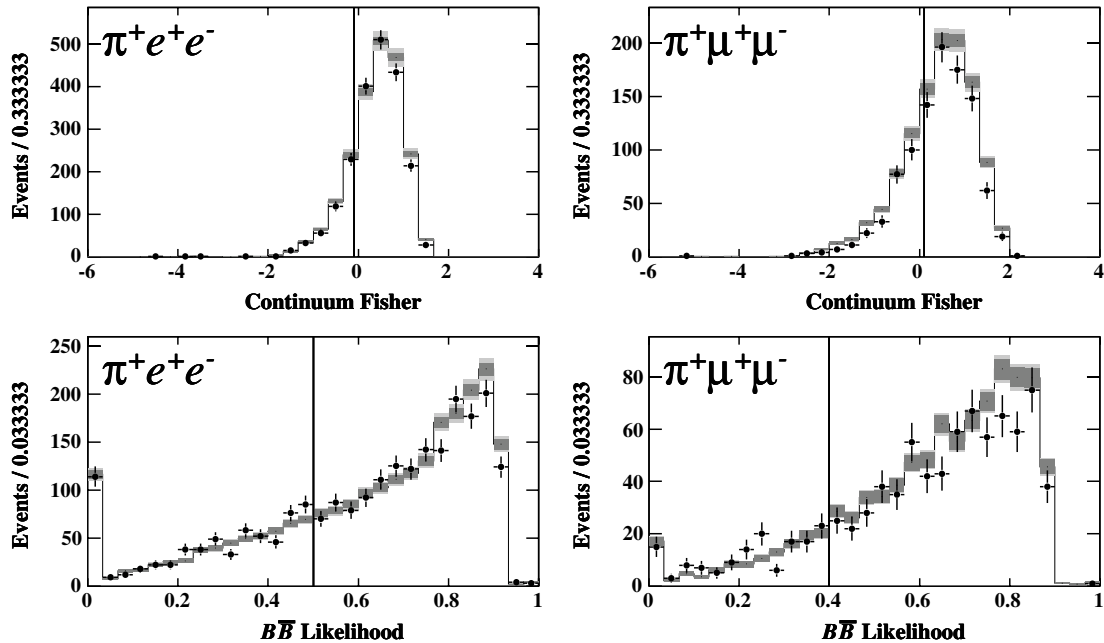 π⁺e⁺e⁻
Events / 0.333333
500
400
300
200
100
0
-6 -4 -2 0 2 4
Continuum Fisher
π⁺μ⁺μ⁻
Events / 0.333333
200
150
100
50
0
-6 -4 -2 0 2 4
Continuum Fisher
π⁺e⁺e⁻
Events / 0.033333
250
200
150
100
50
0
0 0.2 0.4 0.6 0.8 1
BB̅ Likelihood
π⁺μ⁺μ⁻
Events / 0.033333
80
60
40
20
0
0 0.2 0.4 0.6 0.8 1
BB̅ Likelihood